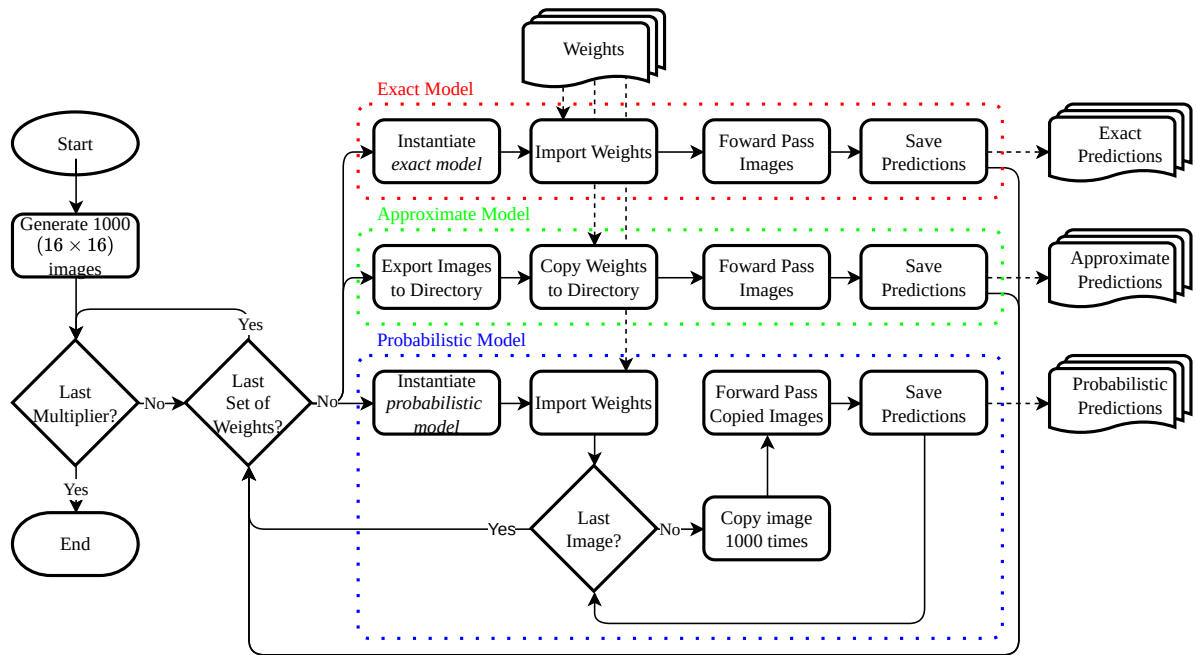 Weights
Exact Model
Start
Instantiate
exact model
Import Weights
Foward Pass
Images
Save
Predictions
Exact
Predictions
Generate 1000
(16 × 16)
images
Approximate Model
Export Images
to Directory
Copy Weights
to Directory
Foward Pass
Images
Save
Predictions
Approximate
Predictions
Yes
Probabilistic Model
Last
Multiplier?
No
Last
Set of
Weights?
No
Instantiate
probabilistic
model
Import Weights
Forward Pass
Copied Images
Save
Predictions
Probabilistic
Predictions
Yes
End
Yes
Last
Image?
No
Copy image
1000 times